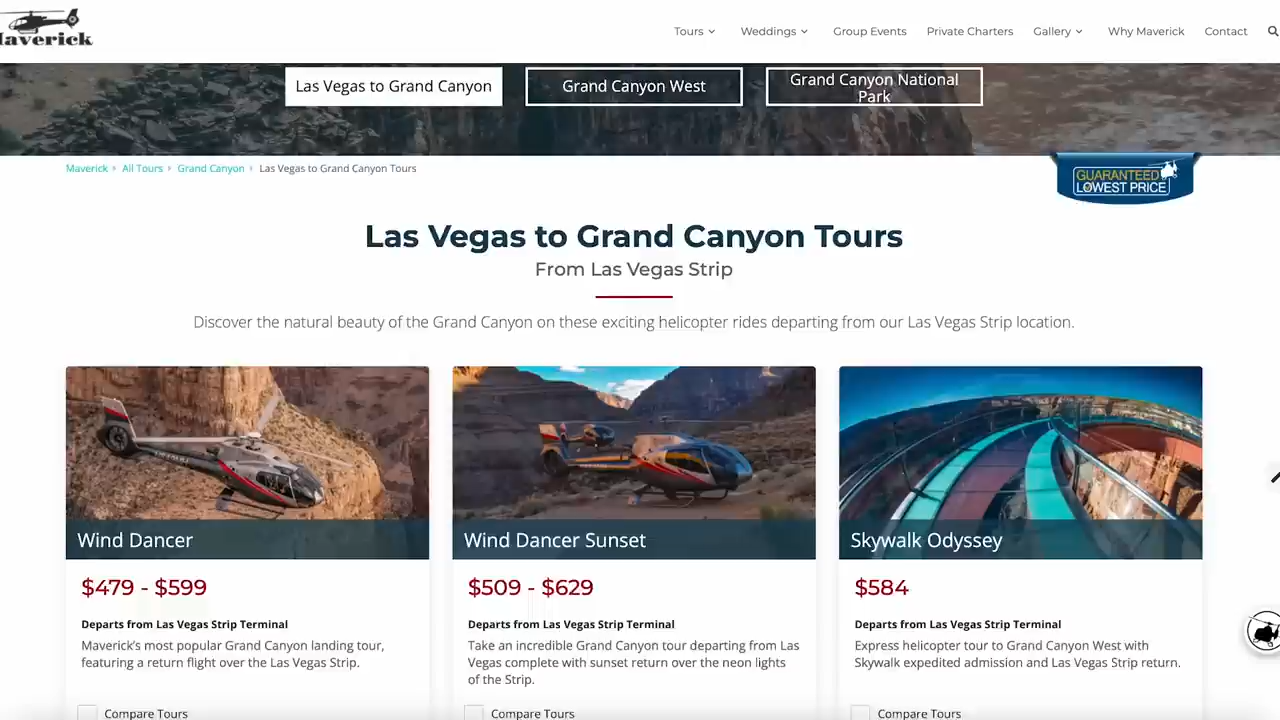 Maverick
Tours
Weddings
Group Events
Private Charters
Gallery
Why Maverick
Contact
Las Vegas to Grand Canyon
Grand Canyon West
Grand Canyon National
Park
Maverick
All Tours
Grand Canyon
Las Vegas to Grand Canyon Tours
GUARANTEED
LOWEST PRICE
Las Vegas to Grand Canyon Tours
From Las Vegas Strip
Discover the natural beauty of the Grand Canyon on these exciting helicopter rides departing from our Las Vegas Strip location.
Wind Dancer
$479 - $599
Departs from Las Vegas Strip Terminal
Maverick's most popular Grand Canyon landing tour,
featuring a return flight over the Las Vegas Strip.
Compare Tours
Wind Dancer Sunset
$509 - $629
Departs from Las Vegas Strip Terminal
Take an incredible Grand Canyon tour departing from Las
Vegas complete with sunset return over the neon lights
of the Strip.
Compare Tours
Skywalk Odyssey
$584
Departs from Las Vegas Strip Terminal
Express helicopter tour to Grand Canyon West with
Skywalk expedited admission and Las Vegas Strip return.
Compare Tours